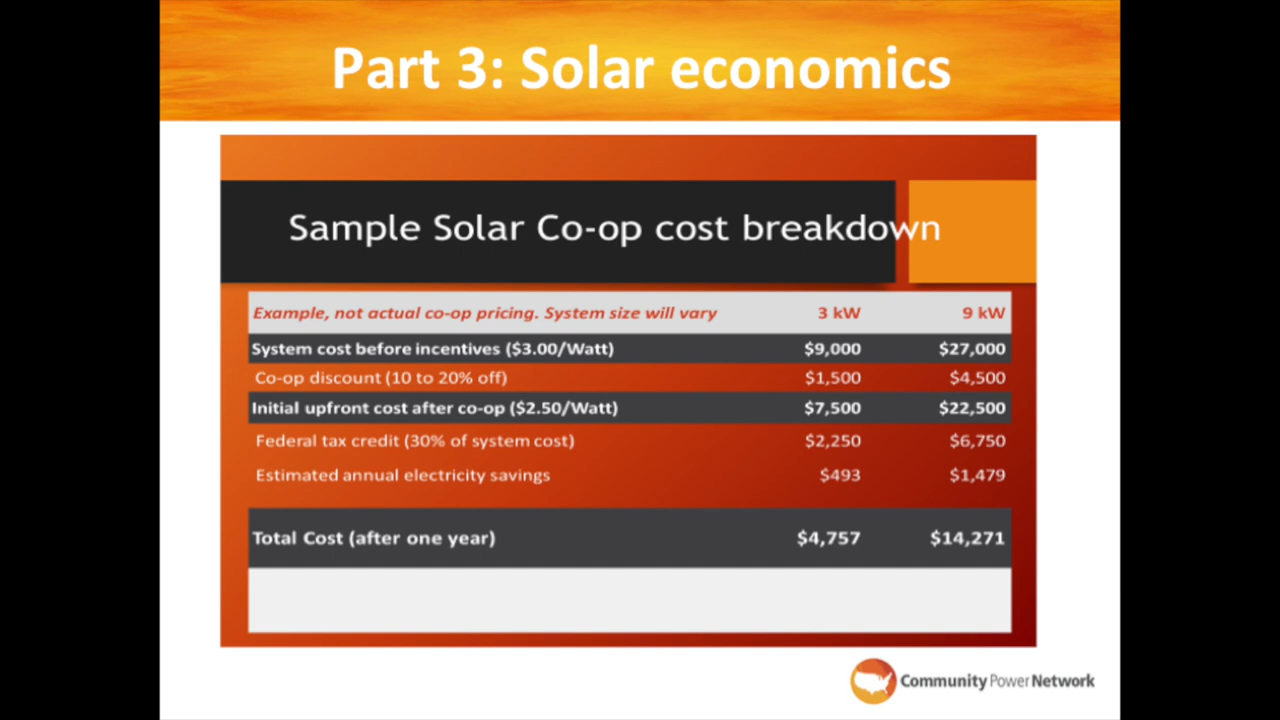 Part 3: Solar economics
Sample Solar Co-op cost breakdown
Example, not actual co-op pricing. System size will vary 3 kW 9 kW
System cost before incentives ($3.00/Watt) $9,000 $27,000
Co-op discount (10 to 20% off) $1,500 $4,500
Initial upfront cost after co-op ($2.50/Watt) $7,500 $22,500
Federal tax credit (30% of system cost) $2,250 $6,750
Estimated annual electricity savings $493 $1,479
Total Cost (after one year) $4,757 $14,271
Community Power Network